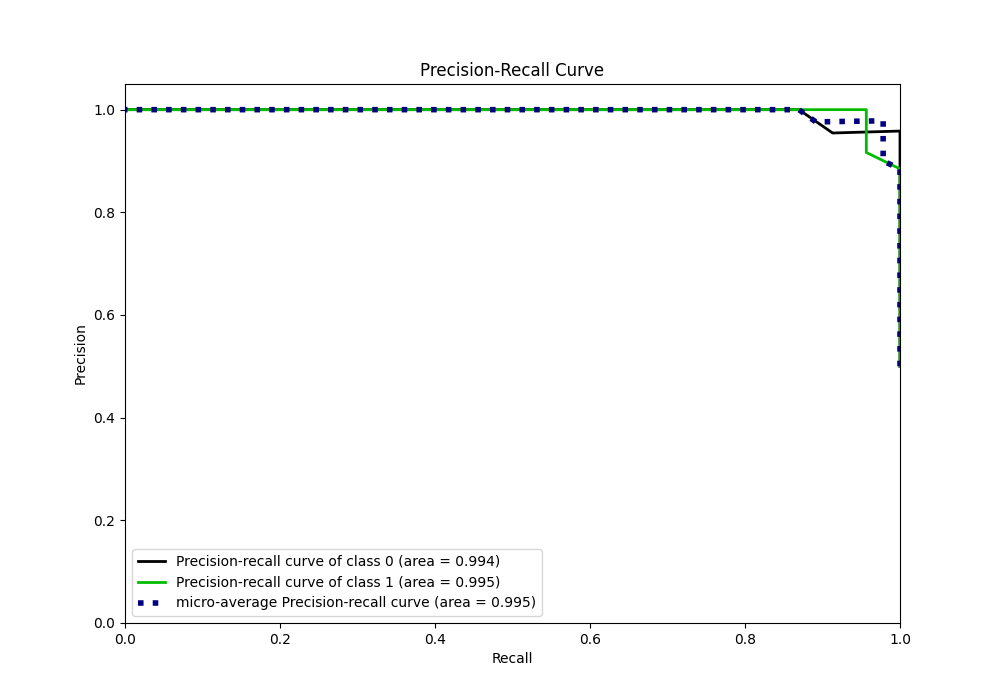 Precision-Recall Curve
1.0
0.8
0.6
0.4
0.2
0.0
Precision
Precision-recall curve of class 0 (area = 0.994)
Precision-recall curve of class 1 (area = 0.995)
micro-average Precision-recall curve (area = 0.995)
0.0 0.2 0.4 0.6 0.8 1.0
Recall